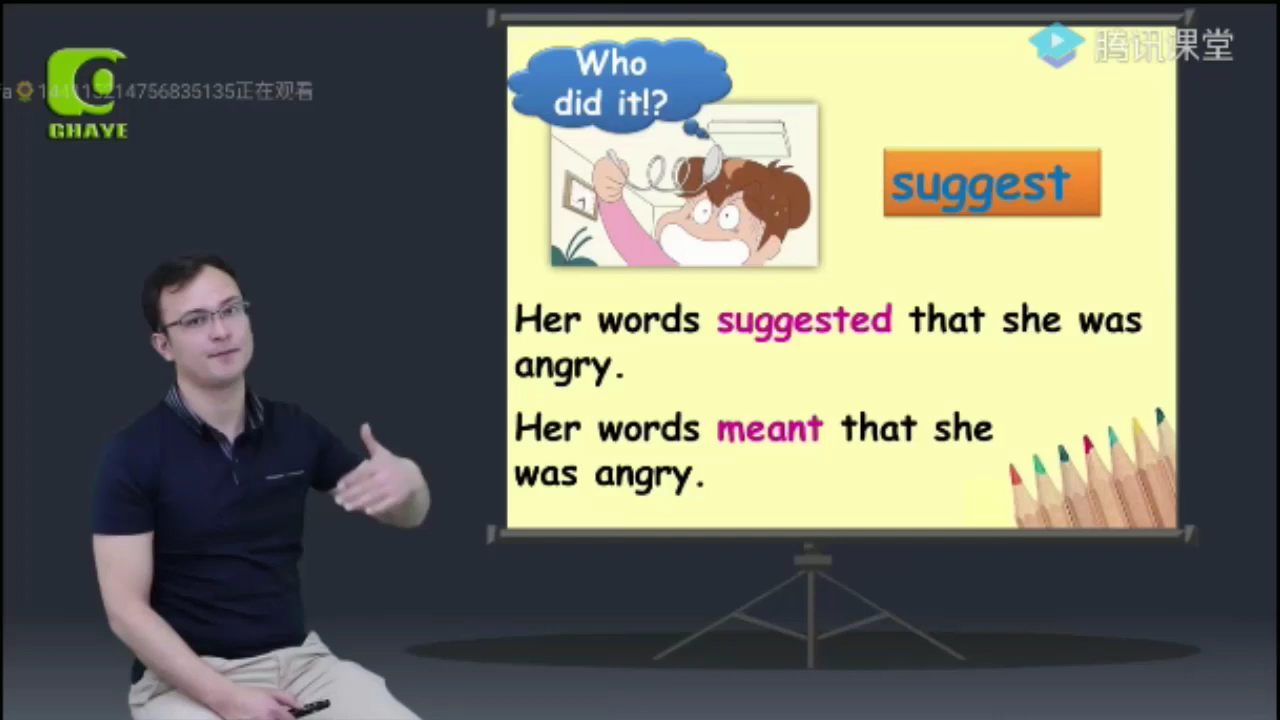 Who
did it!?
腾讯课堂
正在观看
GHAYE
suggest
Her words suggested that she was
angry.
Her words meant that she
was angry.